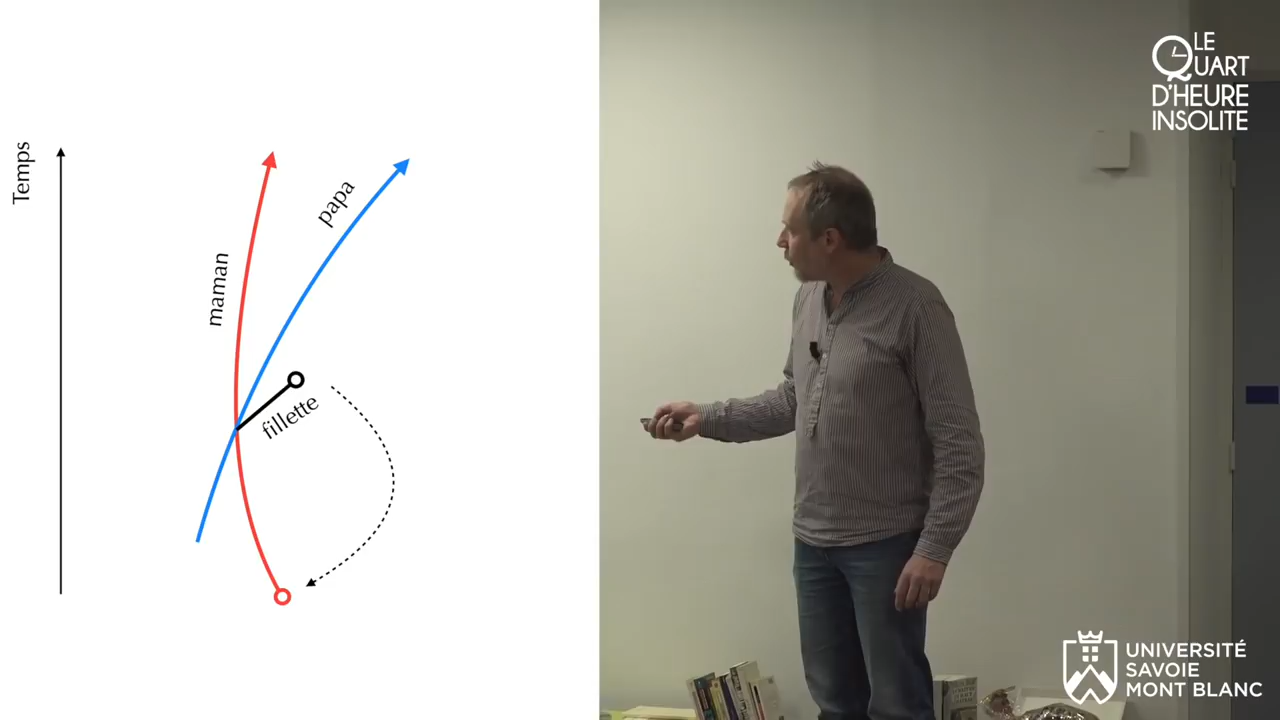 Temps
maman
papa
fillette
LE
QUART
D'HEURE
INSOLITE
UNIVERSITÉ
SAVOIE
MONT BLANC